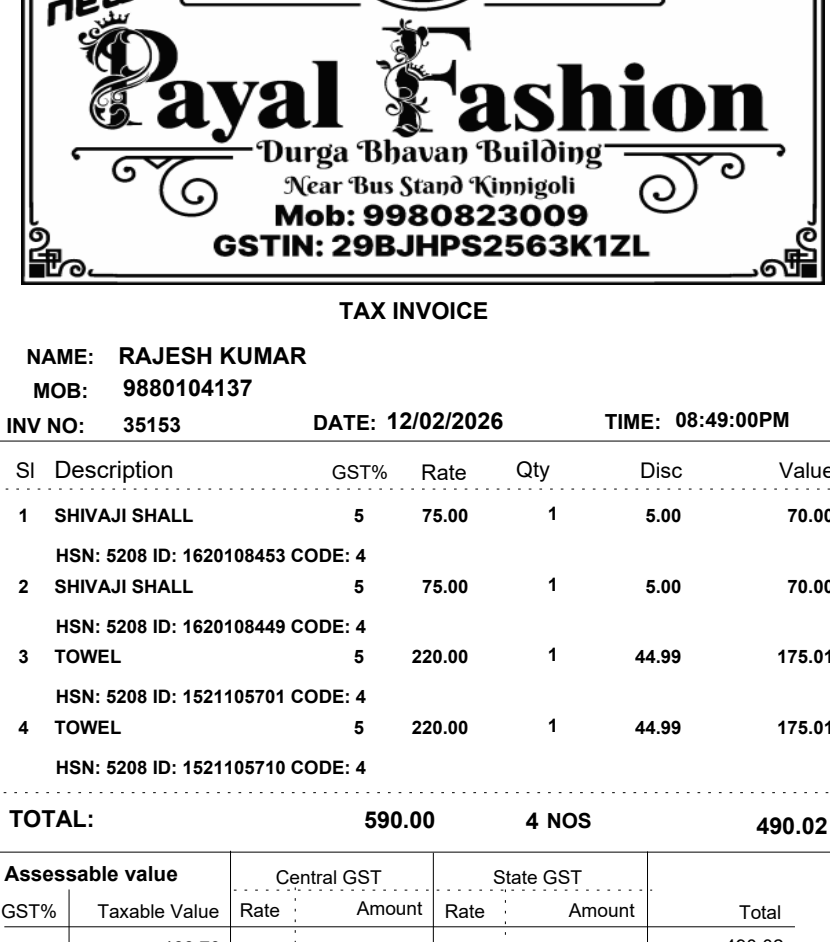 new
Payal Fashion
Durga Bhavan Building
Near Bus Stand Kinnigoli
Mob: 9980823009
GSTIN: 29BJHPS2563K1ZL
TAX INVOICE
NAME: RAJESH KUMAR
MOB: 9880104137
INV NO: 35153 DATE: 12/02/2026 TIME: 08:49:00PM
Sl Description GST% Rate Qty Disc Value
1 SHIVAJI SHALL 5 75.00 1 5.00 70.00
HSN: 5208 ID: 1620108453 CODE: 4
2 SHIVAJI SHALL 5 75.00 1 5.00 70.00
HSN: 5208 ID: 1620108449 CODE: 4
3 TOWEL 5 220.00 1 44.99 175.01
HSN: 5208 ID: 1521105701 CODE: 4
4 TOWEL 5 220.00 1 44.99 175.01
HSN: 5208 ID: 1521105710 CODE: 4
TOTAL: 590.00 4 NOS 490.02
Assessable value Central GST State GST
GST% Taxable Value Rate Amount Rate Amount Total